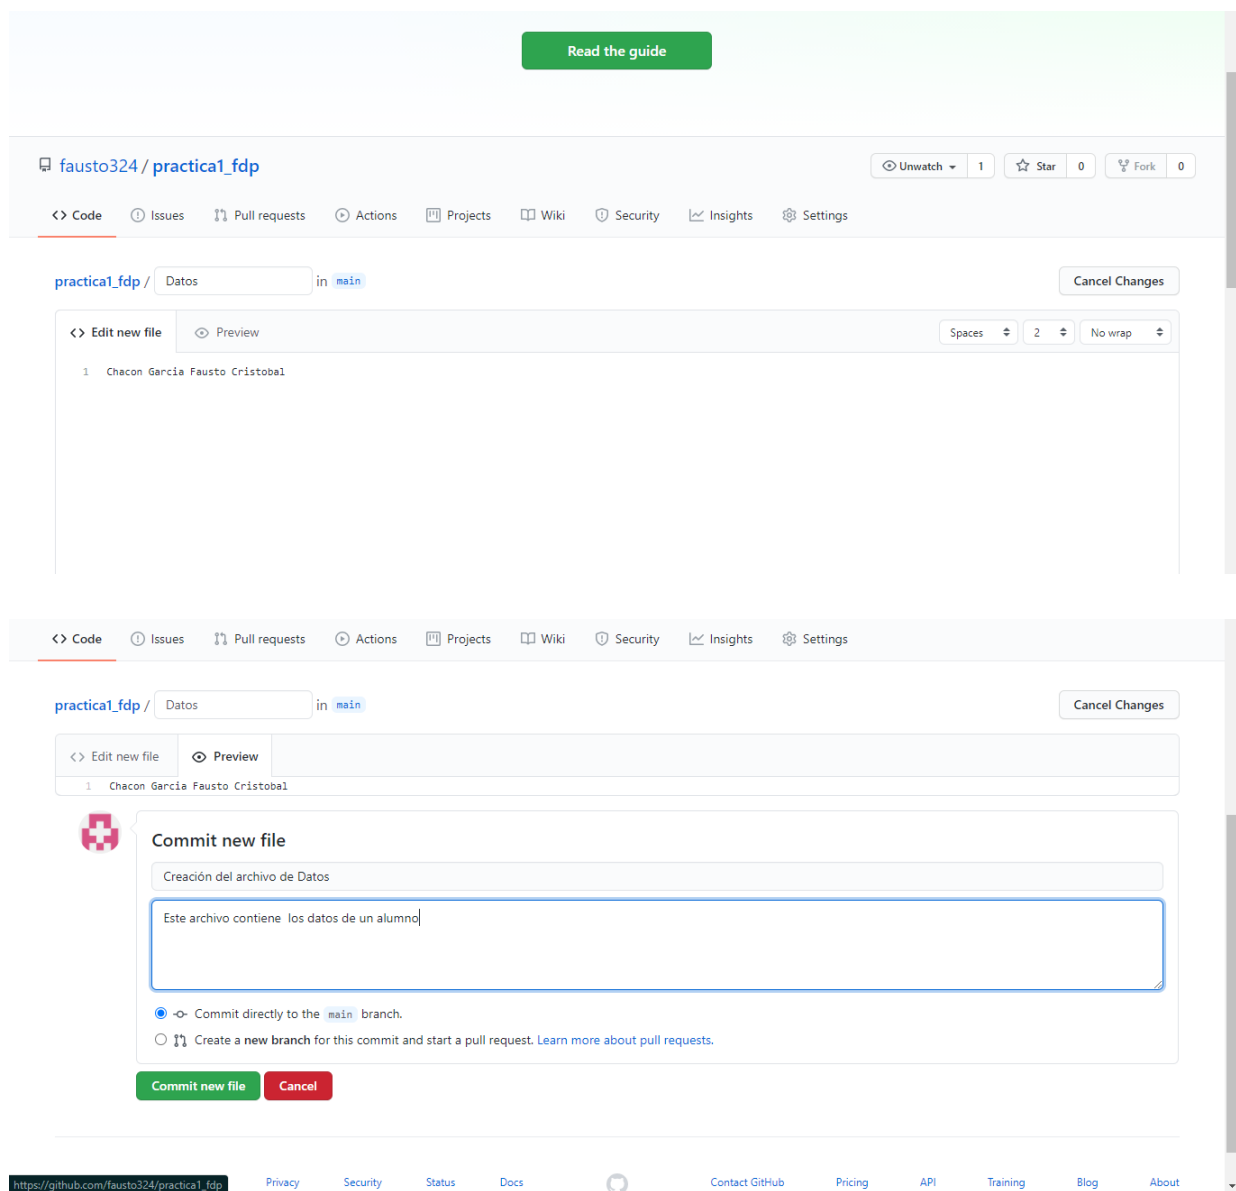 Read the guide
fausto324 / practica1_fdp
Unwatch 1 Star 0 Fork 0
Code Issues Pull requests Actions Projects Wiki Security Insights Settings
practica1_fdp / Datos in main Cancel Changes
Edit new file Preview Spaces 2 No wrap
1 Chacon Garcia Fausto Cristobal
Code Issues Pull requests Actions Projects Wiki Security Insights Settings
practica1_fdp / Datos in main Cancel Changes
Edit new file Preview
1 Chacon Garcia Fausto Cristobal
Commit new file
Creación del archivo de Datos
Este archivo contiene  los datos de un alumno
Commit directly to the main branch.
Create a new branch for this commit and start a pull request. Learn more about pull requests.
Commit new file Cancel
https://github.com/fausto324/practica1_fdp Privacy Security Status Docs Contact GitHub Pricing API Training Blog About